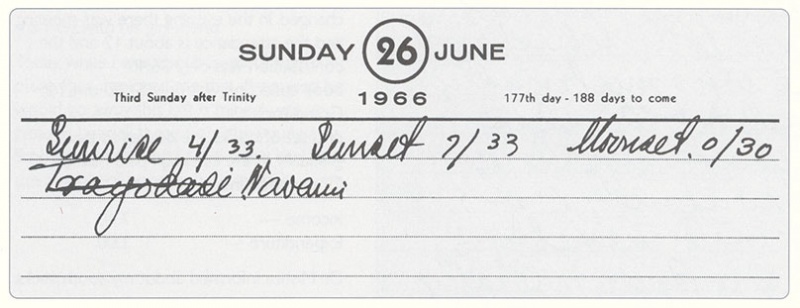 SUNDAY 26 JUNE
Third Sunday after Trinity 1966 177th day - 188 days to come
Sunrise 4/33. Sunset 7/33 Moonset. 0/30
Trayodasi Navami